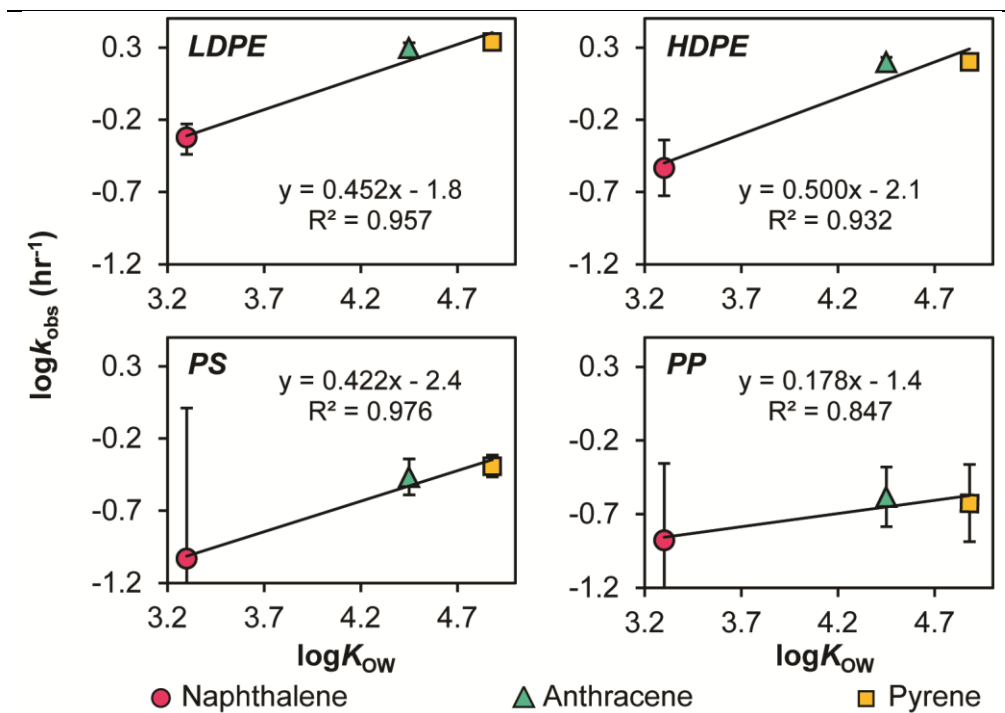 LDPE
0.3
-0.2
-0.7
-1.2
y = 0.452x - 1.8
R² = 0.957
3.2 3.7 4.2 4.7
HDPE
0.3
-0.2
-0.7
-1.2
y = 0.500x - 2.1
R² = 0.932
3.2 3.7 4.2 4.7
logkobs (hr⁻¹)
PS
0.3
-0.2
-0.7
-1.2
y = 0.422x - 2.4
R² = 0.976
3.2 3.7 4.2 4.7
logKOW
PP
0.3
-0.2
-0.7
-1.2
y = 0.178x - 1.4
R² = 0.847
3.2 3.7 4.2 4.7
logKOW
Naphthalene Anthracene Pyrene